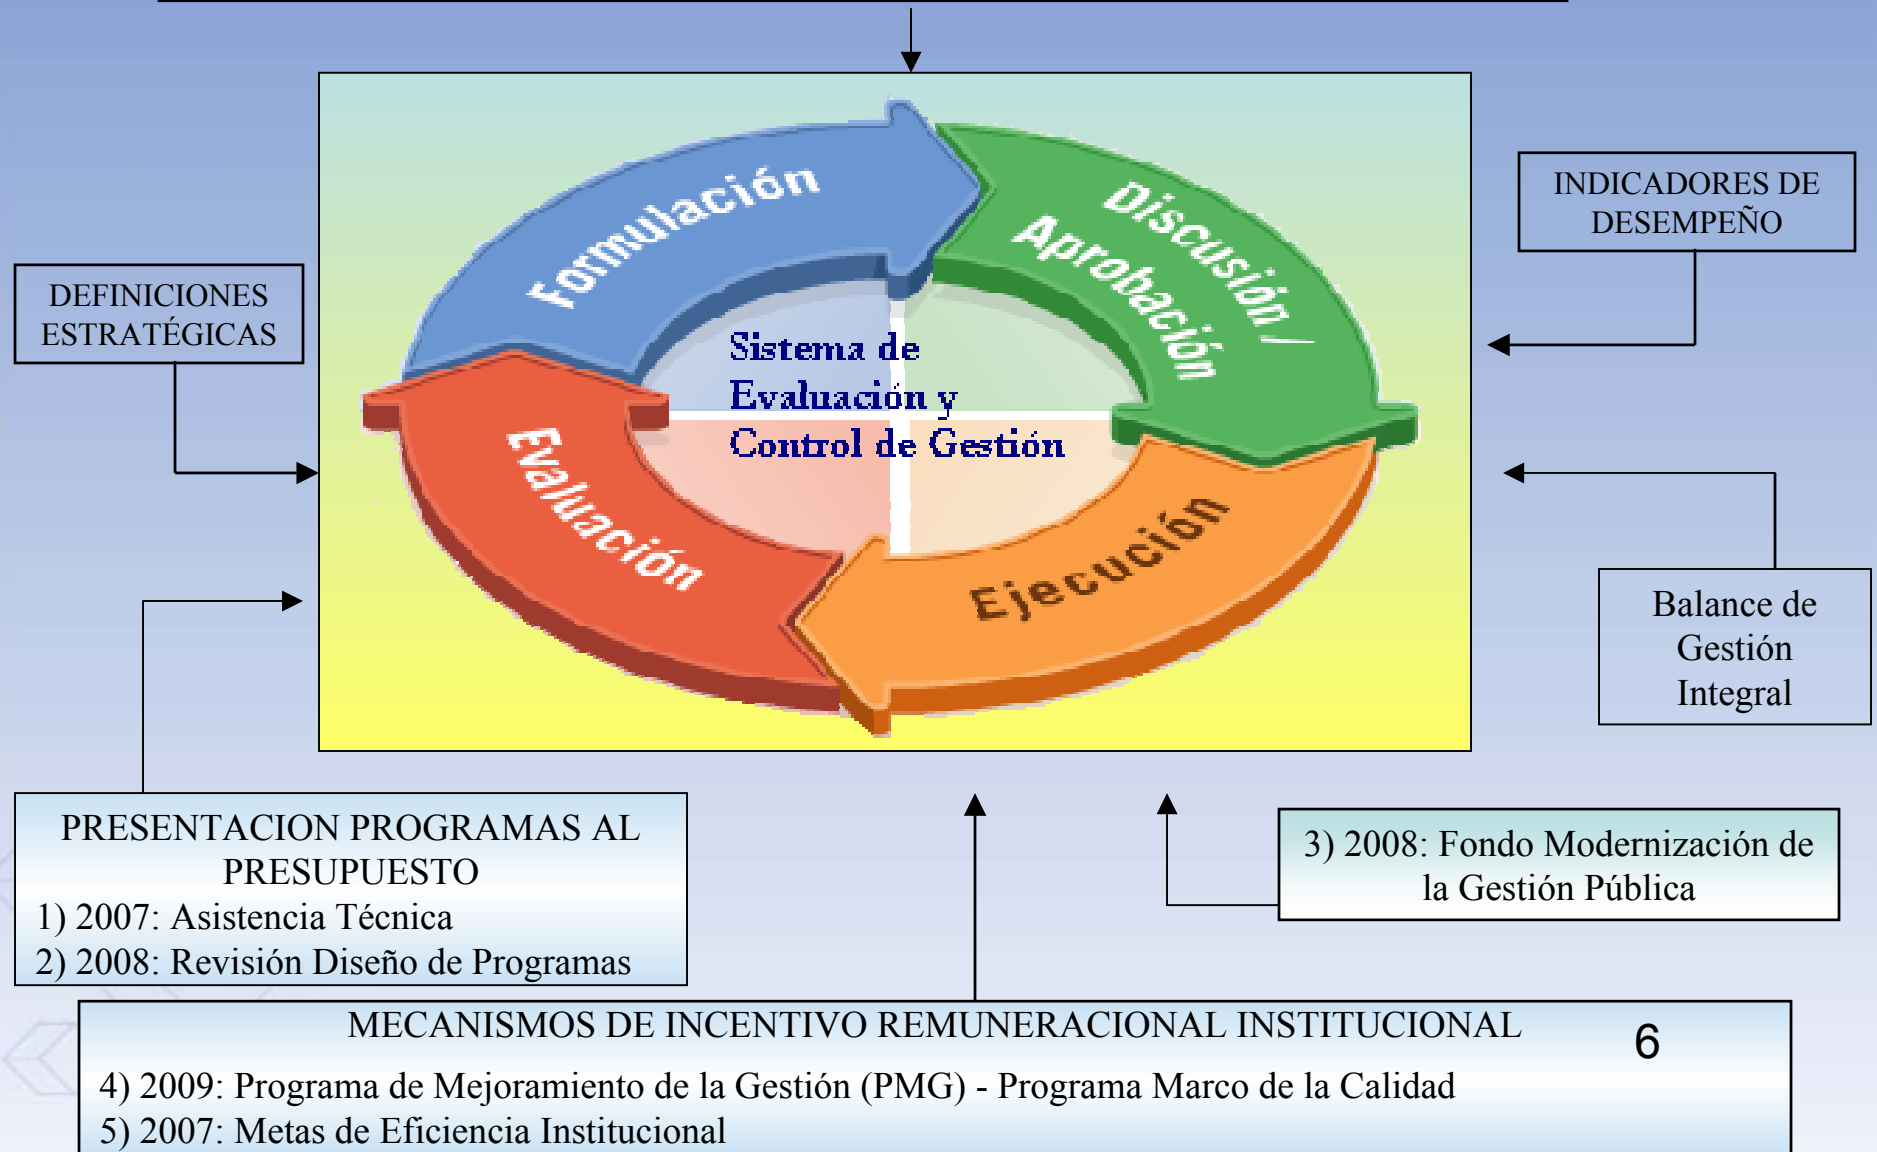 Formulación
Discusión /
Aprobación
INDICADORES DE
DESEMPEÑO
DEFINICIONES
ESTRATÉGICAS
Sistema de
Evaluación y
Control de Gestión
Evaluación
Ejecución
Balance de
Gestión
Integral
PRESENTACION PROGRAMAS AL
PRESUPUESTO
1) 2007: Asistencia Técnica
2) 2008: Revisión Diseño de Programas
3) 2008: Fondo Modernización de
la Gestión Pública
MECANISMOS DE INCENTIVO REMUNERACIONAL INSTITUCIONAL
6
4) 2009: Programa de Mejoramiento de la Gestión (PMG) - Programa Marco de la Calidad
5) 2007: Metas de Eficiencia Institucional